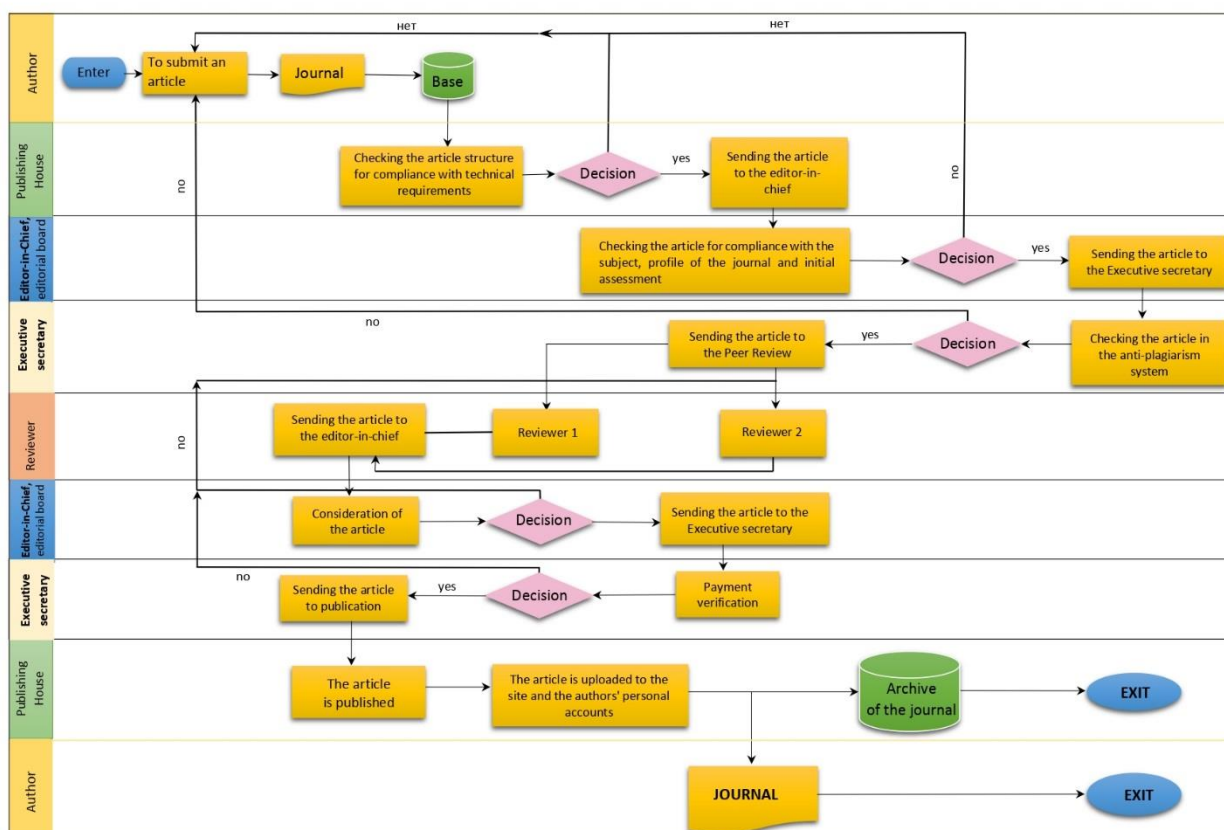 нет
нет
Author
Enter
To submit an
article
Journal
Base
Publishing
House
no
Checking the article structure
for compliance with technical
requirements
Decision
yes
Sending the article
to the editor-in-
chief
no
Editor-in-Chief,
editorial board
Checking the article for compliance with the
subject, profile of the journal and initial
assessment
Decision
yes
Sending the article to
the Executive secretary
Executive
secretary
no
Sending the article to
the Peer Review
yes
Decision
Checking the article in
the anti-plagiarism
system
Reviewer
no
Sending the article to
the editor-in-chief
Reviewer 1
Reviewer 2
Editor-in-Chief,
editorial board
Consideration of
the article
Decision
Sending the article to the
Executive secretary
Executive
secretary
no
Sending the article
to publication
yes
Decision
Payment
verification
Publishing
House
The article
is published
The article is uploaded to
the site and the authors' personal
accounts
Archive
of the journal
EXIT
Author
JOURNAL
EXIT